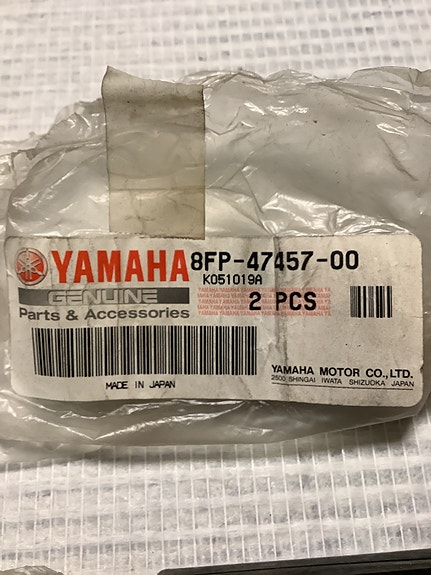 YAMAHA 8FP-47457-00
K051019A
GENUINE
Parts & Accessories
2 PCS
MADE IN JAPAN
YAMAHA MOTOR CO.,LTD.
2500 SHINGAI IWATA SHIZUOKA JAPAN